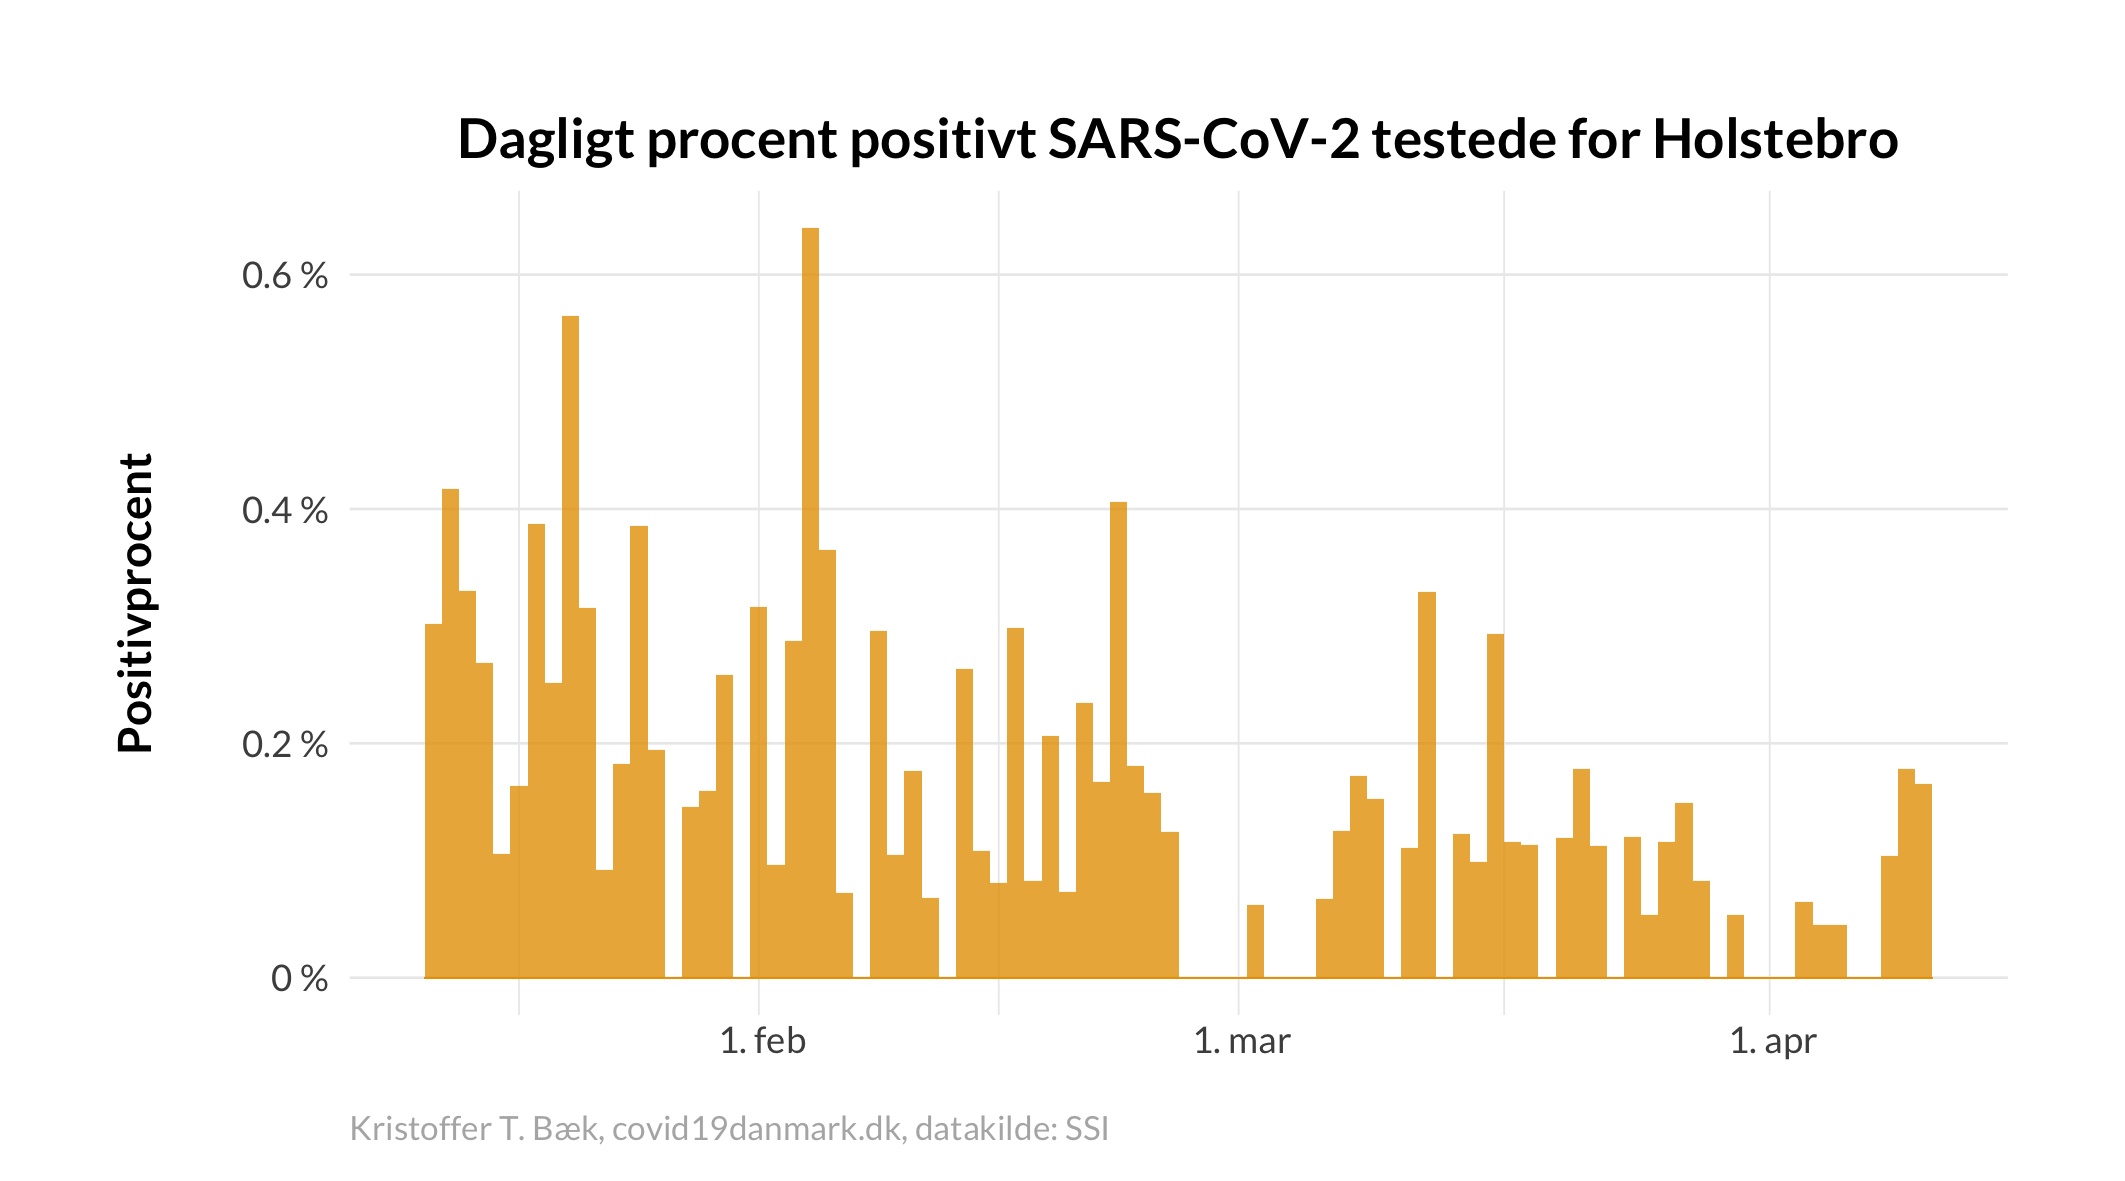 Dagligt procent positivt SARS-CoV-2 testede for Holstebro
Positivprocent
0.6 %
0.4 %
0.2 %
0 %
1. feb
1. mar
1. apr
Kristoffer T. Bæk, covid19danmark.dk, datakilde: SSI